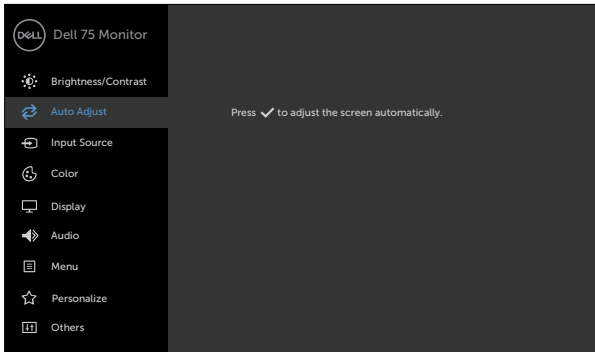 DELL Dell 75 Monitor
Brightness/Contrast
Auto Adjust
Press ✓ to adjust the screen automatically.
Input Source
Color
Display
Audio
Menu
Personalize
Others